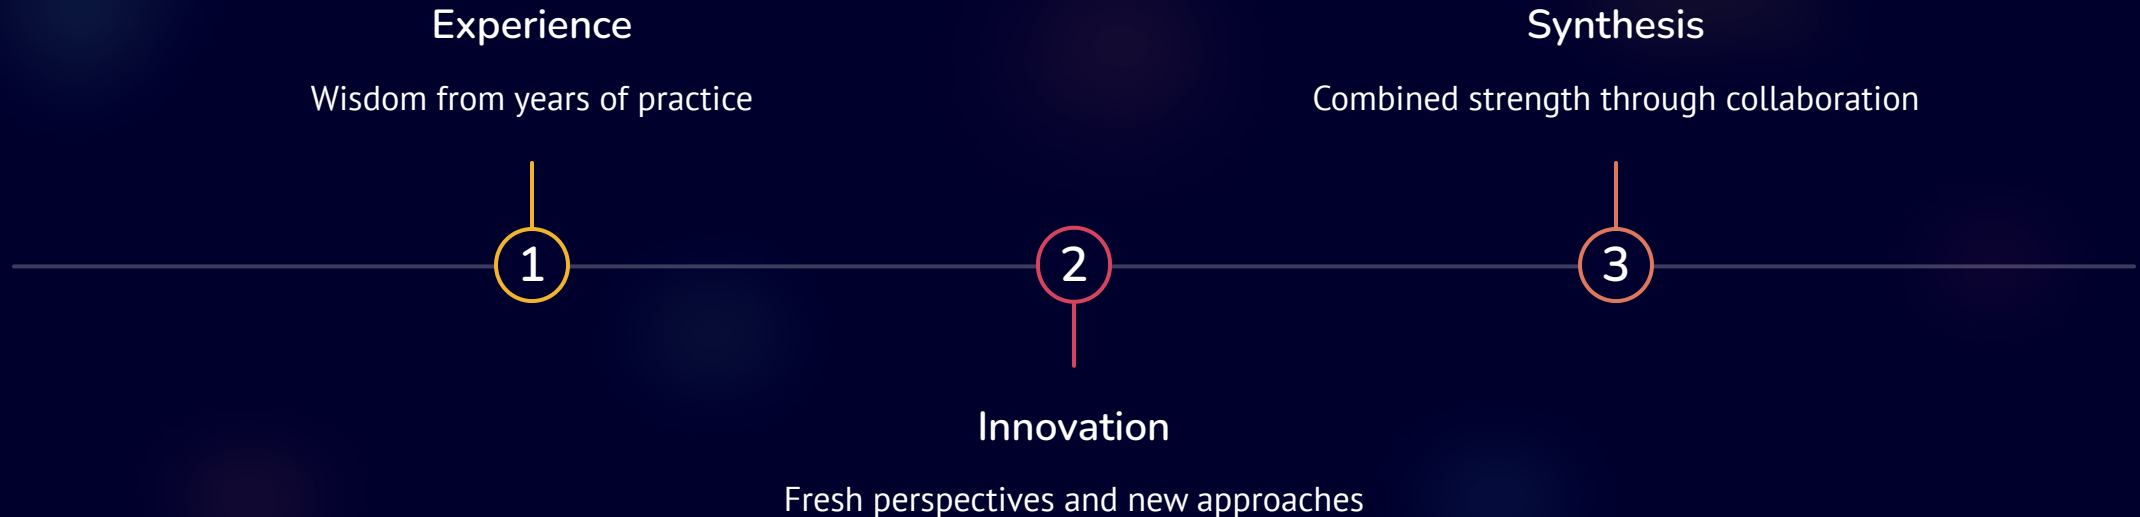 Experience
Wisdom from years of practice
1
2
Innovation
Fresh perspectives and new approaches
Synthesis
Combined strength through collaboration
3